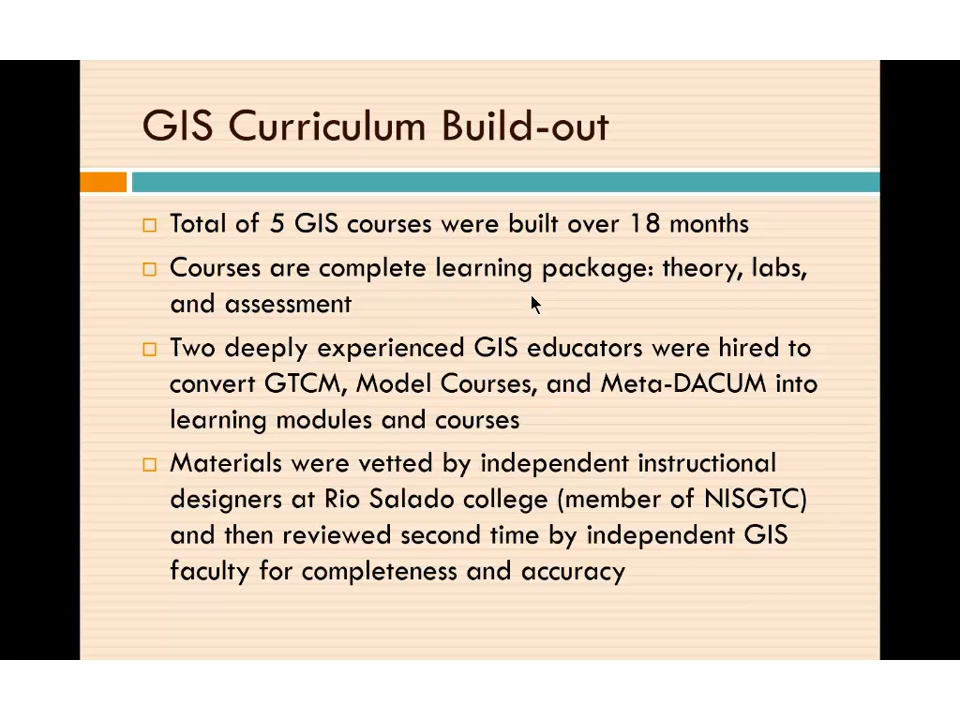 GIS Curriculum Build-out
Total of 5 GIS courses were built over 18 months
Courses are complete learning package: theory, labs,
and assessment
Two deeply experienced GIS educators were hired to
convert GTCM, Model Courses, and Meta-DACUM into
learning modules and courses
Materials were vetted by independent instructional
designers at Rio Salado college (member of NISGTC)
and then reviewed second time by independent GIS
faculty for completeness and accuracy